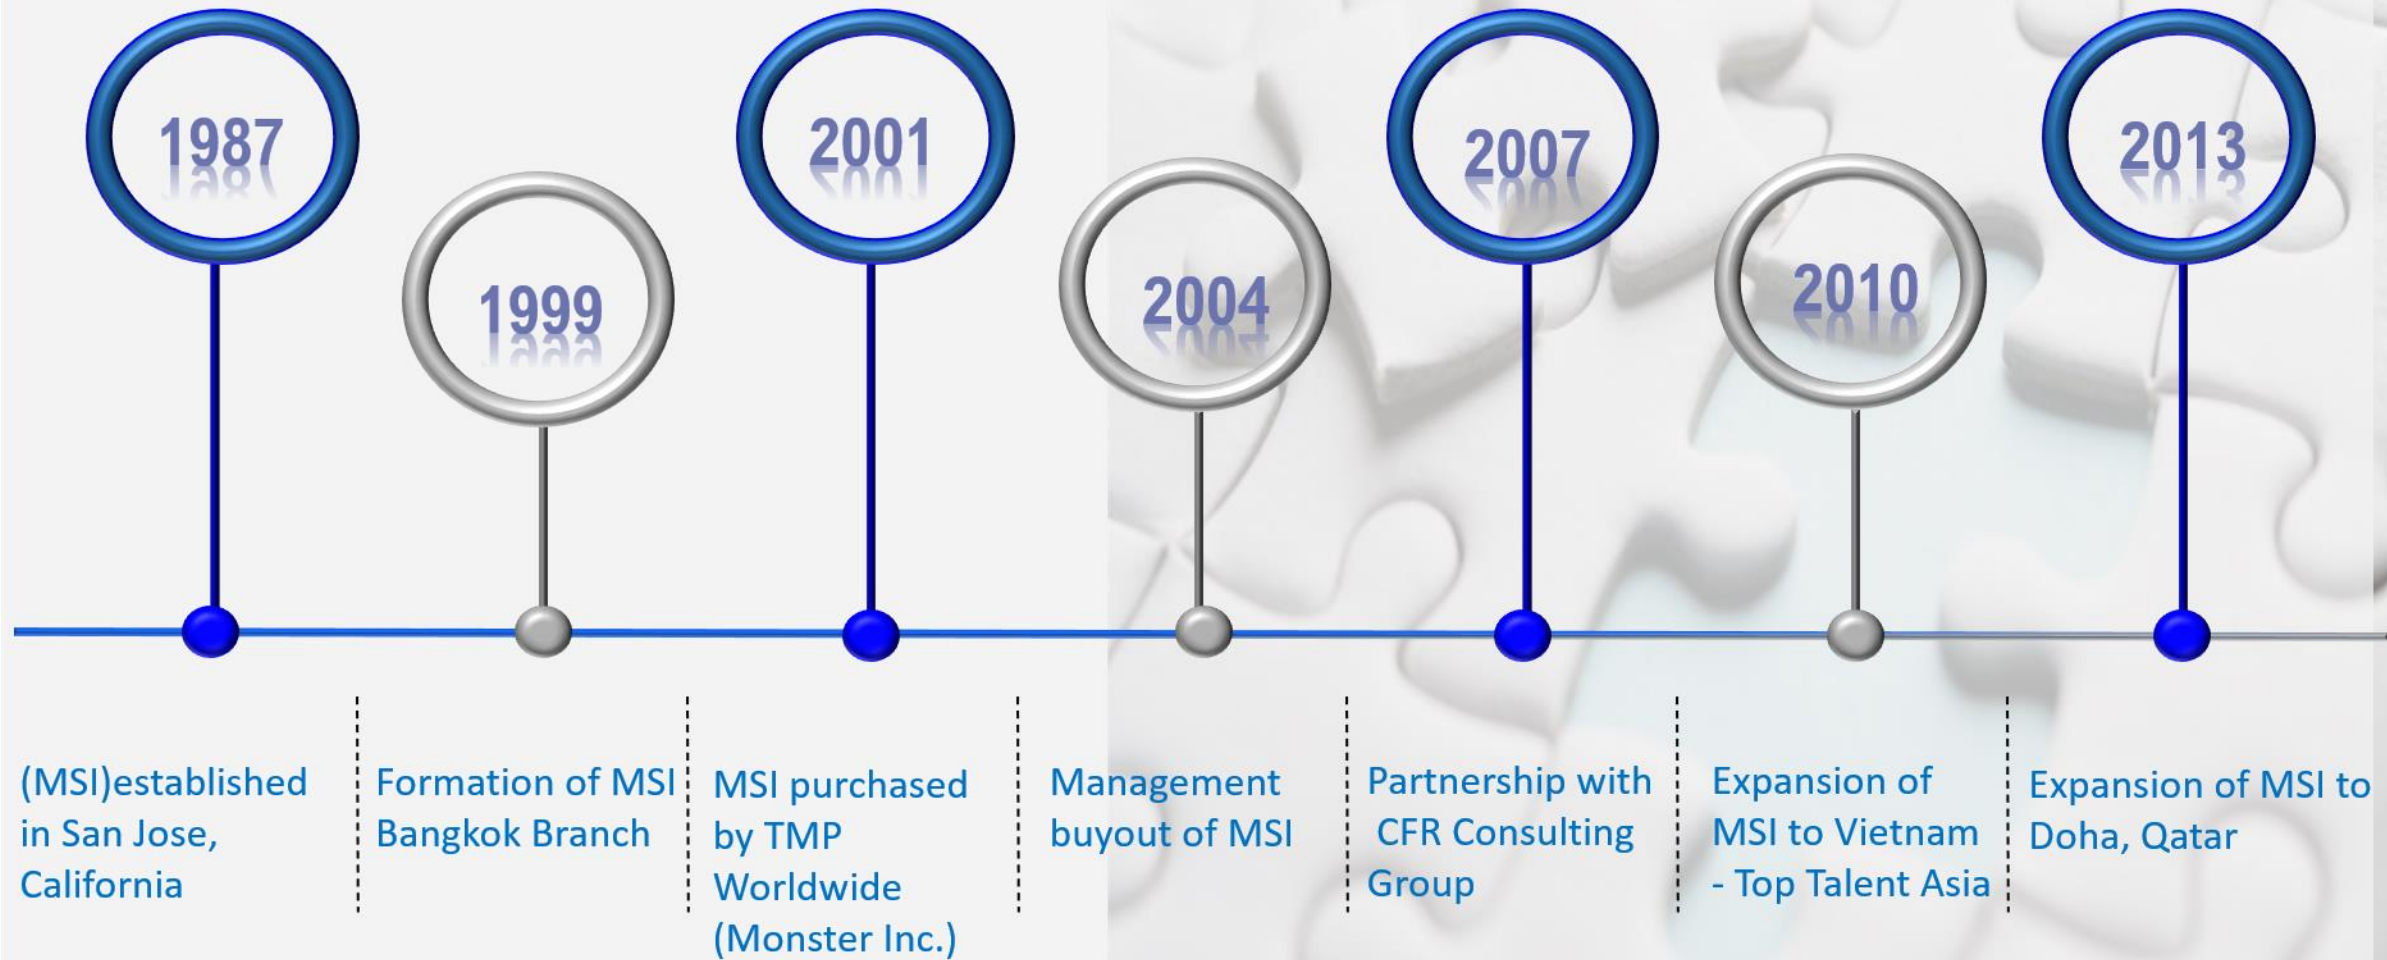 1987
1999
2001
2004
2007
2010
2013
(MSI)established
in San Jose,
California
Formation of MSI
Bangkok Branch
MSI purchased
by TMP
Worldwide
(Monster Inc.)
Management
buyout of MSI
Partnership with
CFR Consulting
Group
Expansion of
MSI to Vietnam
- Top Talent Asia
Expansion of MSI to
Doha, Qatar